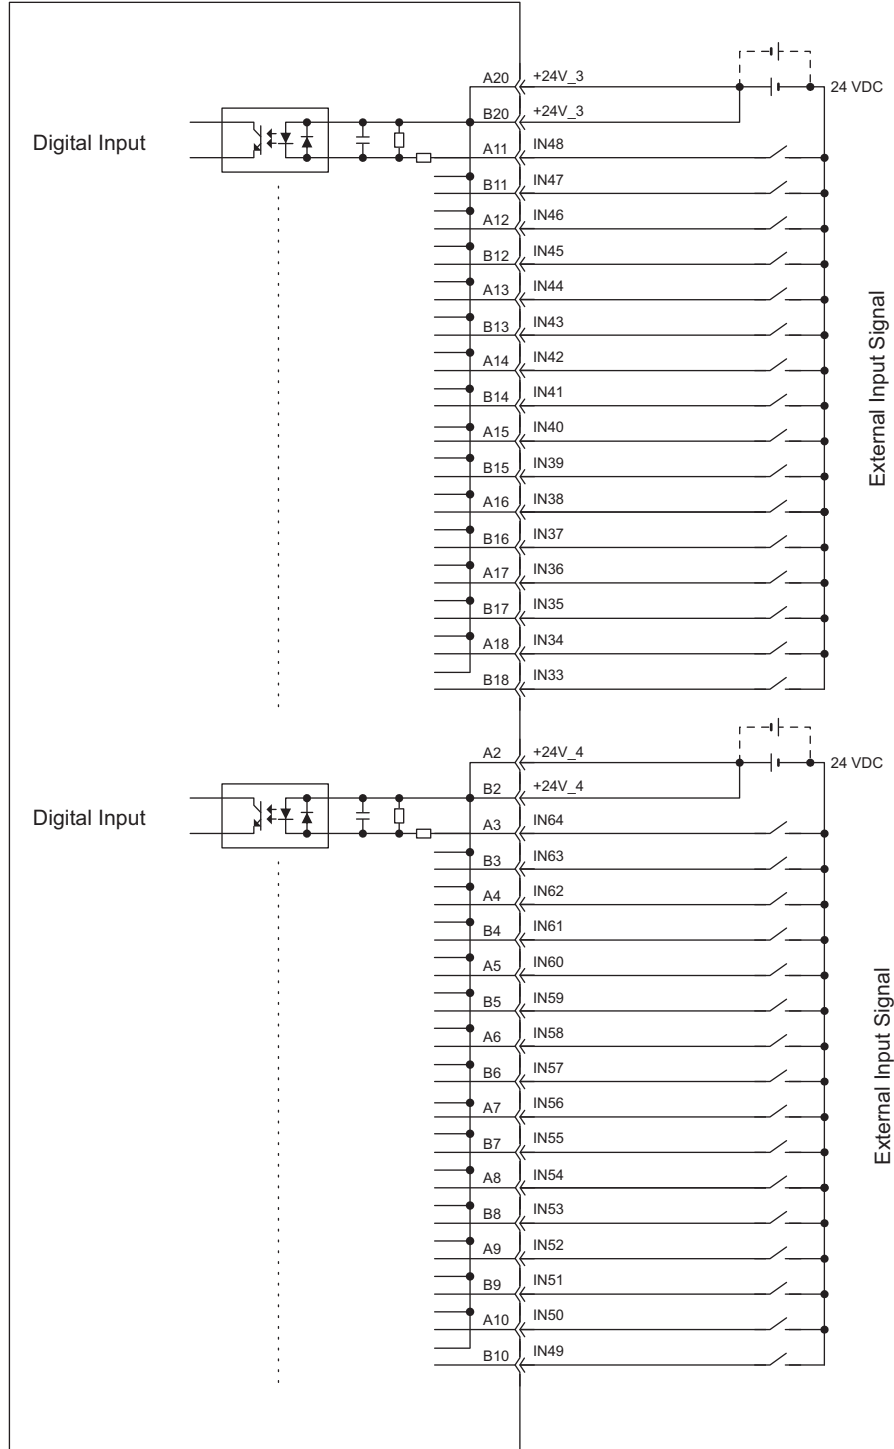 A20 +24V_3
24 VDC
B20 +24V_3
Digital Input
A11 IN48
B11 IN47
A12 IN46
B12 IN45
A13 IN44
B13 IN43
A14 IN42
B14 IN41
A15 IN40
B15 IN39
A16 IN38
B16 IN37
A17 IN36
B17 IN35
A18 IN34
B18 IN33
External Input Signal
A2 +24V_4
24 VDC
B2 +24V_4
Digital Input
A3 IN64
B3 IN63
A4 IN62
B4 IN61
A5 IN60
B5 IN59
A6 IN58
B6 IN57
A7 IN56
B7 IN55
A8 IN54
B8 IN53
A9 IN52
B9 IN51
A10 IN50
B10 IN49
External Input Signal